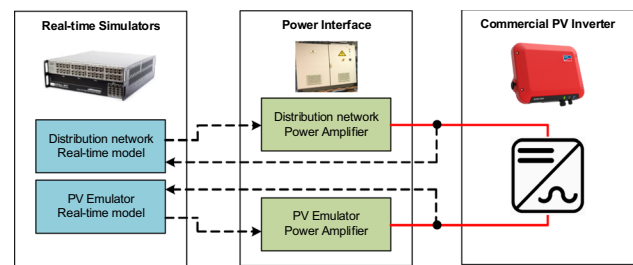 Real-time Simulators
Power Interface
Commercial PV Inverter
Distribution network
Real-time model
Distribution network
Power Amplifier
PV Emulator
Real-time model
PV Emulator
Power Amplifier